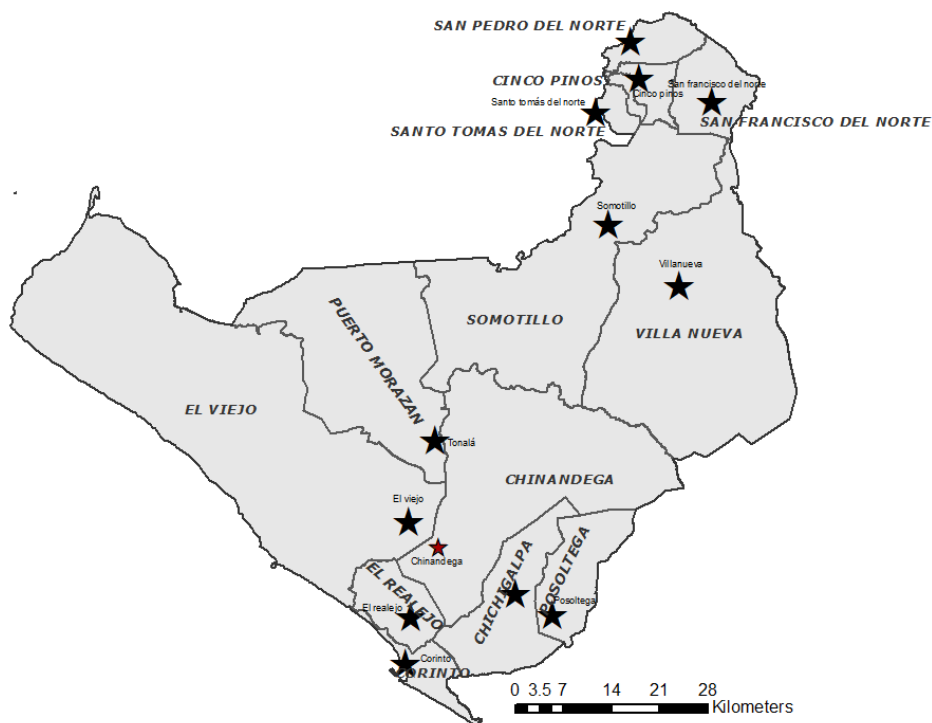 SAN PEDRO DEL NORTE
CINCO PINOS
San francisco del norte
Cinco pinos
Santo tomás del norte
SAN FRANCISCO DEL NORTE
SANTO TOMAS DEL NORTE
Somotillo
Villanueva
PUERTO MORAZAN
SOMOTILLO
VILLA NUEVA
EL VIEJO
Tonalá
CHINANDEGA
El viejo
Chinandega
EL REALEJO
El realejo
CHICHIGALPA
POSOLTEGA
Posoltega
Corinto
CORINTO
0 3.5 7 14 21 28
Kilometers